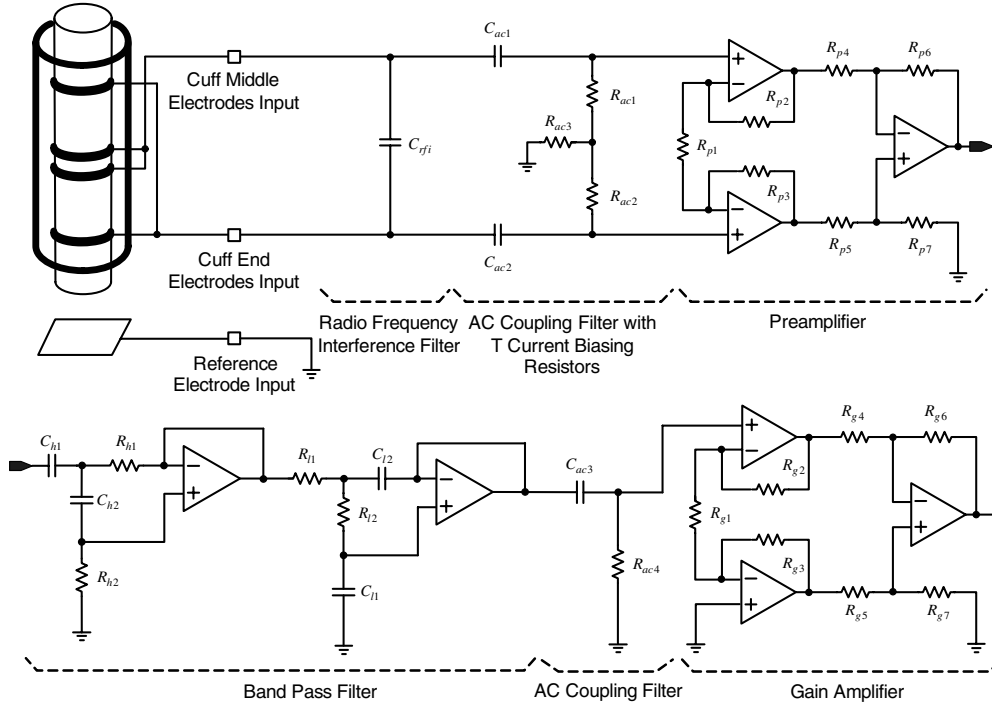 C_ac1
R_p4
R_p6
Cuff Middle
Electrodes Input
+
−
R_p2
R_ac1
R_ac3
C_rfi
R_p1
−
+
R_p3
R_ac2
−
+
Cuff End
Electrodes Input
C_ac2
R_p5
R_p7
Radio Frequency
Interference Filter
AC Coupling Filter with
T Current Biasing
Resistors
Preamplifier
Reference
Electrode Input
C_h1
R_h1
−
+
C_h2
R_h2
R_l1
C_l2
−
+
R_l2
C_l1
C_ac3
R_ac4
+
−
R_g4
R_g6
R_g2
R_g1
−
+
R_g3
−
+
R_g5
R_g7
Band Pass Filter
AC Coupling Filter
Gain Amplifier